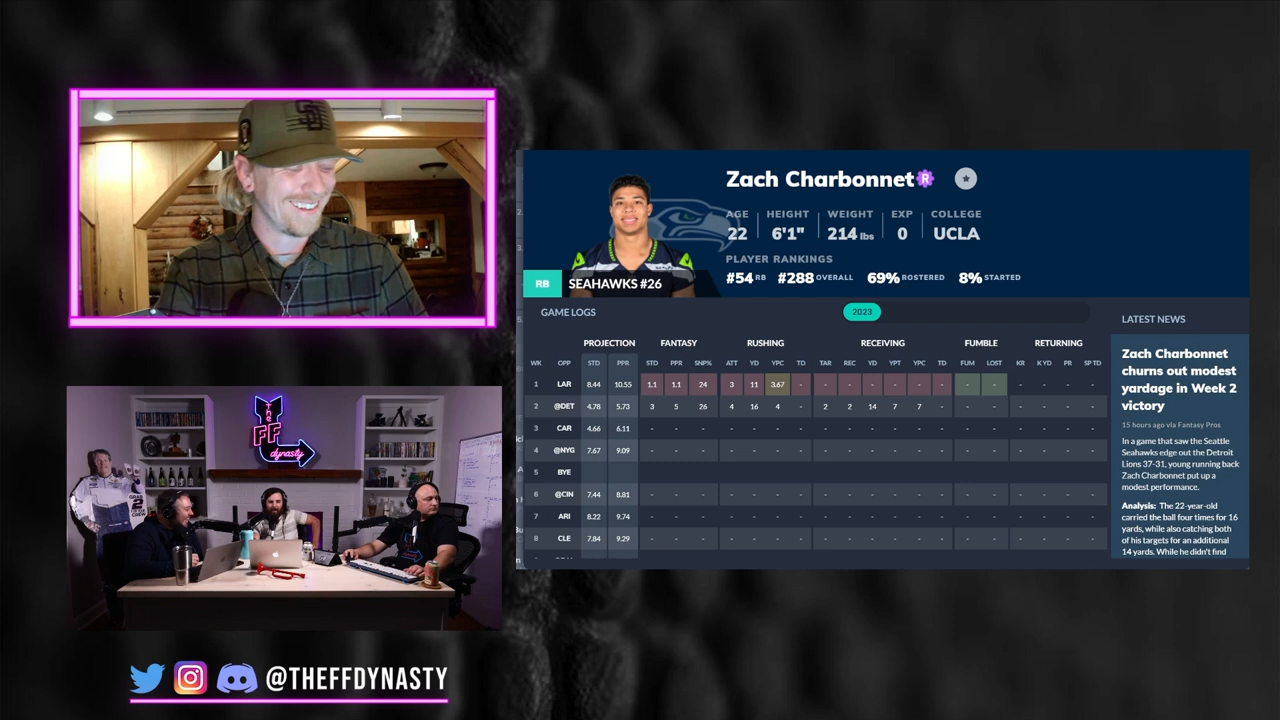 Zach Charbonnet R
AGE HEIGHT WEIGHT EXP COLLEGE
22 6'1" 214 lbs 0 UCLA
PLAYER RANKINGS
#54 RB #288 OVERALL 69% ROSTERED 8% STARTED
RB SEAHAWKS #26
GAME LOGS 2023
PROJECTION FANTASY RUSHING RECEIVING FUMBLE RETURNING
WK OPP STD PPR STD PPR SNP% ATT YD YPC TD TAR REC YD YPT YPC TD FUM LOST KR K YD PR SP TD
1 LAR 8.44 10.55 1.1 1.1 24 3 11 3.67 - - - - - - - - - - - - -
2 @DET 4.78 5.73 3 5 26 4 16 4 - 2 2 14 7 7 - - - - - - -
3 CAR 4.66 6.11 - - - - - - - - - - - - - - - - - - -
4 @NYG 7.67 9.09 - - - - - - - - - - - - - - - - - - -
5 BYE
6 @CIN 7.44 8.81 - - - - - - - - - - - - - - - - - - -
7 ARI 8.22 9.74 - - - - - - - - - - - - - - - - - - -
8 CLE 7.84 9.29 - - - - - - - - - - - - - - - - - - -
LATEST NEWS
Zach Charbonnet
churns out modest
yardage in Week 2
victory
15 hours ago via Fantasy Pros
In a game that saw the Seattle
Seahawks edge out the Detroit
Lions 37-31, young running back
Zach Charbonnet put up a
modest performance.
Analysis: The 22-year-old
carried the ball four times for 16
yards, while also catching both
of his targets for an additional
14 yards. While he didn't find
SD
The
FF
dynasty
@THEFFDYNASTY